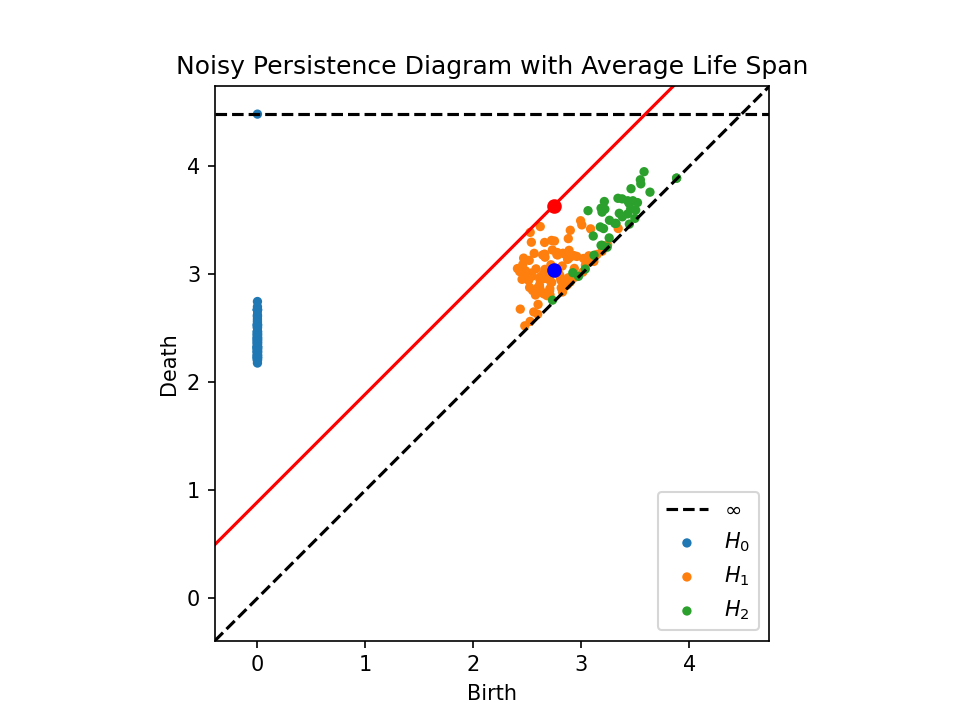 Noisy Persistence Diagram with Average Life Span
4
3
2
1
0
Death
0 1 2 3 4
Birth
∞
H₀
H₁
H₂